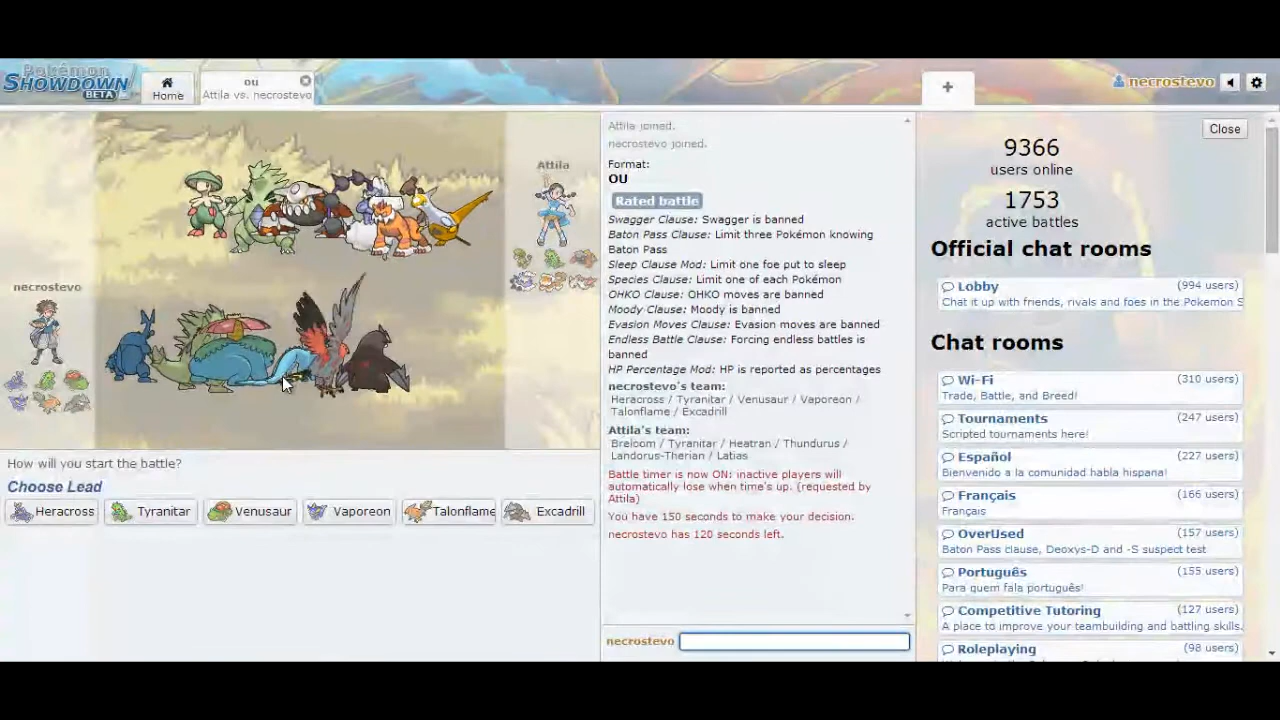 Pokémon
SHOWDOWN
BETA
Home
ou
Attila vs. necrostevo
+
necrostevo
Attila
necrostevo
How will you start the battle?
Choose Lead
Heracross
Tyranitar
Venusaur
Vaporeon
Talonflame
Excadrill
Attila joined.
necrostevo joined.
Format:
OU
Rated battle
Swagger Clause: Swagger is banned
Baton Pass Clause: Limit three Pokémon knowing
Baton Pass
Sleep Clause Mod: Limit one foe put to sleep
Species Clause: Limit one of each Pokémon
OHKO Clause: OHKO moves are banned
Moody Clause: Moody is banned
Evasion Moves Clause: Evasion moves are banned
Endless Battle Clause: Forcing endless battles is
banned
HP Percentage Mod: HP is reported as percentages
necrostevo's team:
Heracross / Tyranitar / Venusaur / Vaporeon /
Talonflame / Excadrill
Attila's team:
Breloom / Tyranitar / Heatran / Thundurus /
Landorus-Therian / Latias
Battle timer is now ON: inactive players will
automatically lose when time's up. (requested by
Attila)
You have 150 seconds to make your decision.
necrostevo has 120 seconds left.
necrostevo
Close
9366
users online
1753
active battles
Official chat rooms
Lobby (994 users)
Chat it up with friends, rivals and foes in the Pokemon S
Chat rooms
Wi-Fi (310 users)
Trade, Battle, and Breed!
Tournaments (247 users)
Scripted tournaments here!
Español (227 users)
Bienvenido a la comunidad habla hispana!
Français (166 users)
Français
OverUsed (157 users)
Baton Pass clause, Deoxys-D and -S suspect test
Português (155 users)
Para quem fala português!
Competitive Tutoring (127 users)
A place to improve your teambuilding and battling skills.
Roleplaying (98 users)